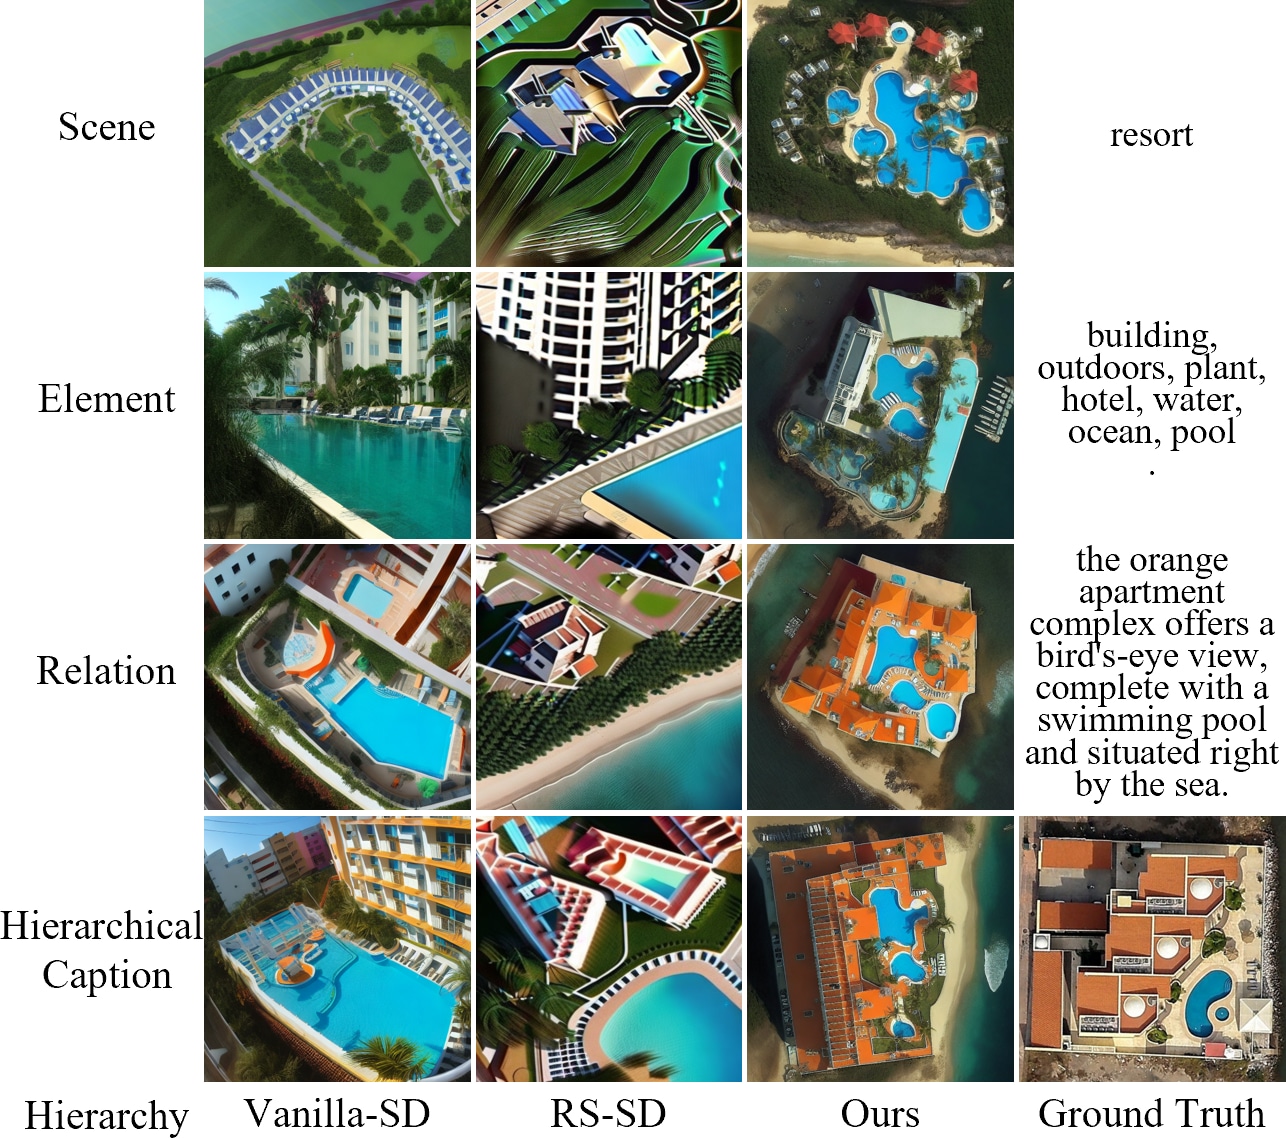 Scene
resort
Element
building,
outdoors, plant,
hotel, water,
ocean, pool
.
Relation
the orange
apartment
complex offers a
bird's-eye view,
complete with a
swimming pool
and situated right
by the sea.
Hierarchical
Caption
Hierarchy
Vanilla-SD
RS-SD
Ours
Ground Truth